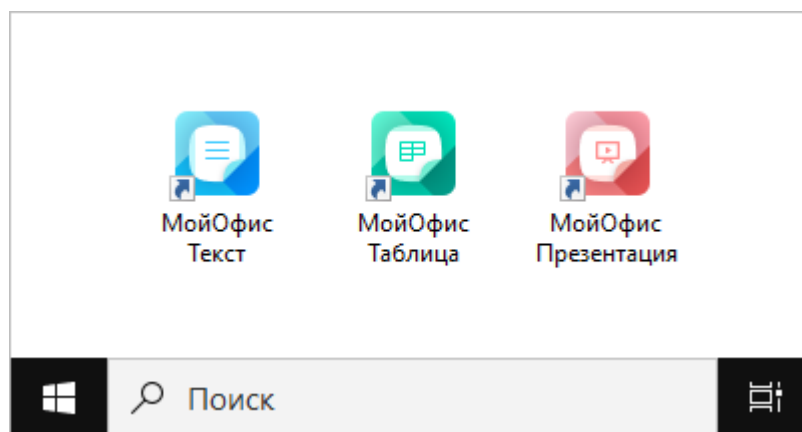 МойОфис Текст
МойОфис Таблица
МойОфис Презентация
Поиск